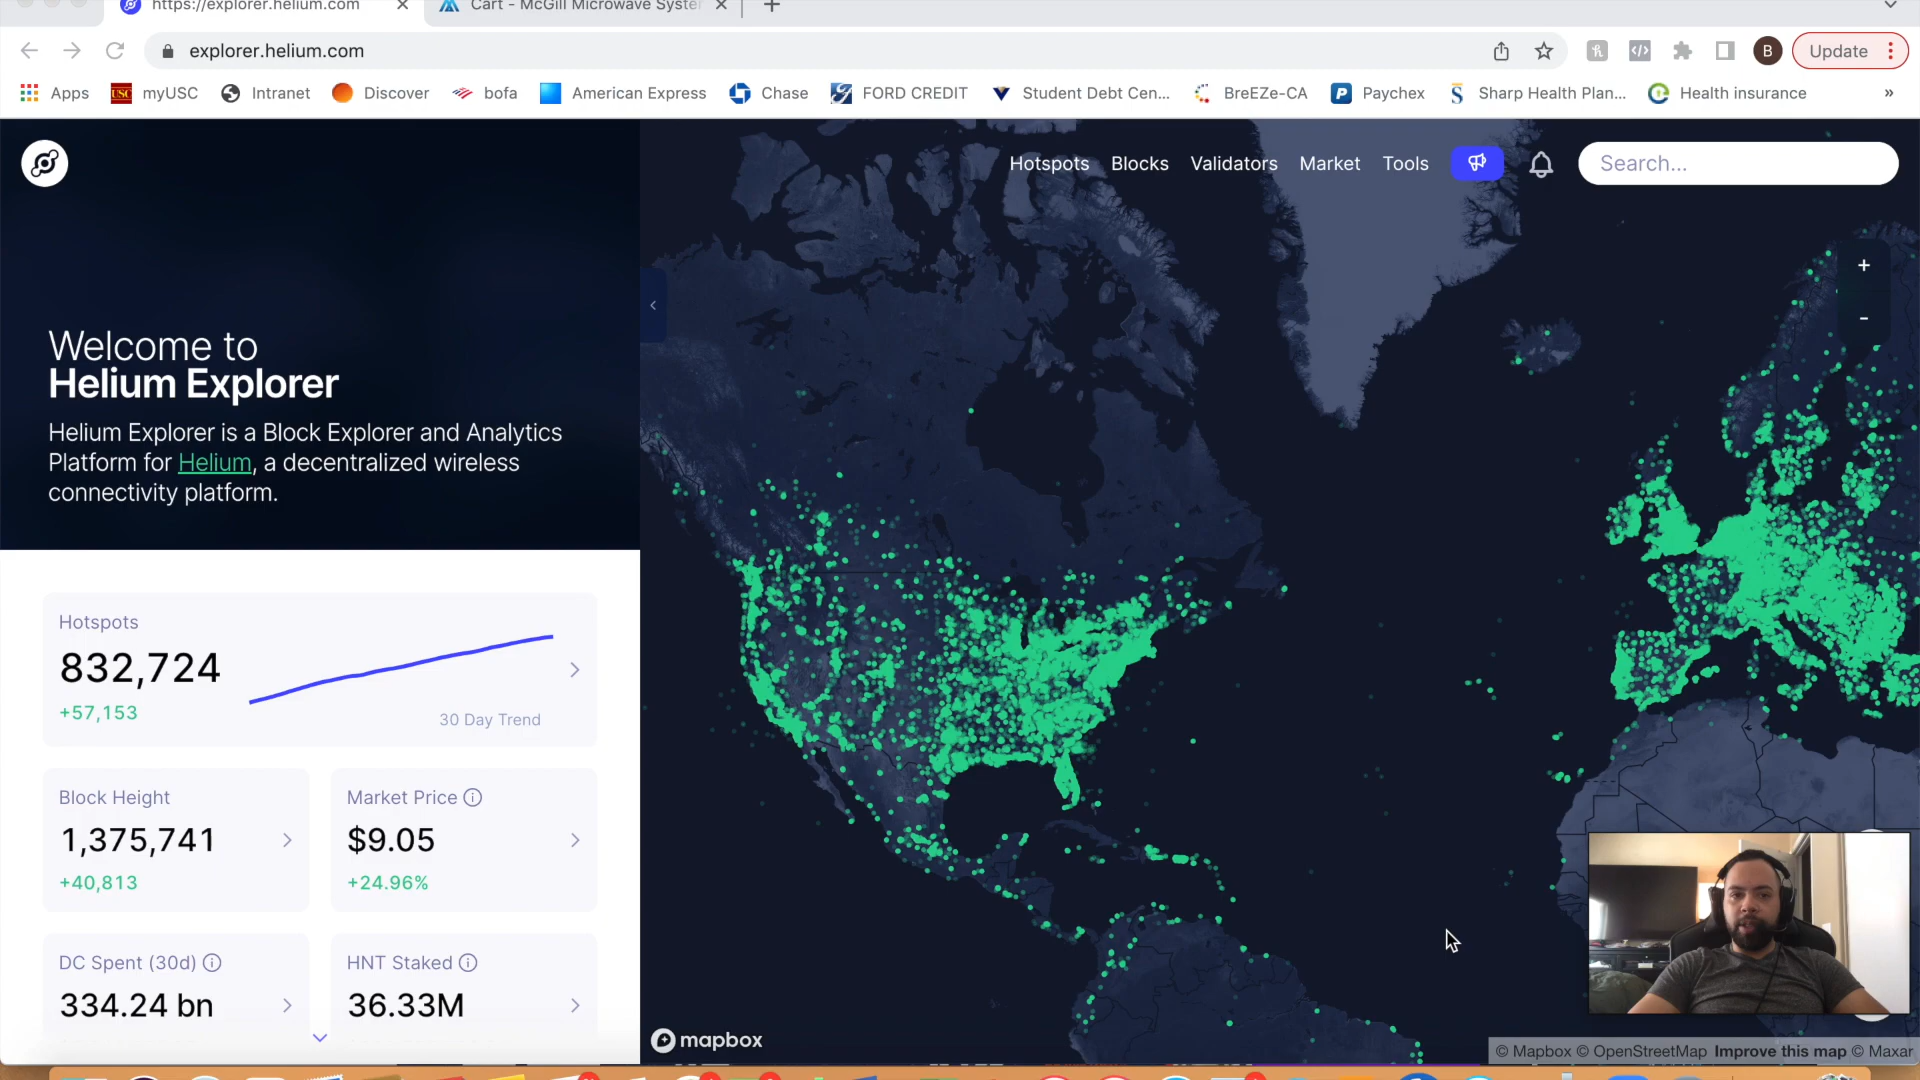 https://explorer.helium.com
Cart - McGill Microwave Syste
explorer.helium.com
B
Update
Apps
USC
myUSC
Intranet
Discover
bofa
American Express
Chase
FORD CREDIT
Student Debt Cen...
BreEZe-CA
Paychex
Sharp Health Plan...
Health insurance
»
Hotspots
Blocks
Validators
Market
Tools
Search...
+
-
Welcome to
Helium Explorer
Helium Explorer is a Block Explorer and Analytics
Platform for Helium, a decentralized wireless
connectivity platform.
Hotspots
832,724
+57,153
30 Day Trend
Block Height
1,375,741
+40,813
Market Price
$9.05
+24.96%
DC Spent (30d)
334.24 bn
HNT Staked
36.33M
mapbox
© Mapbox © OpenStreetMap Improve this map © Maxar